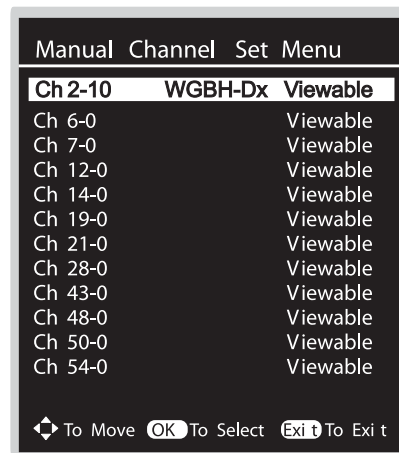 Manual Channel Set Menu
Ch 2-10 WGBH-Dx Viewable
Ch 6-0 Viewable
Ch 7-0 Viewable
Ch 12-0 Viewable
Ch 14-0 Viewable
Ch 19-0 Viewable
Ch 21-0 Viewable
Ch 28-0 Viewable
Ch 43-0 Viewable
Ch 48-0 Viewable
Ch 50-0 Viewable
Ch 54-0 Viewable
To Move OK To Select Exi t To Exi t